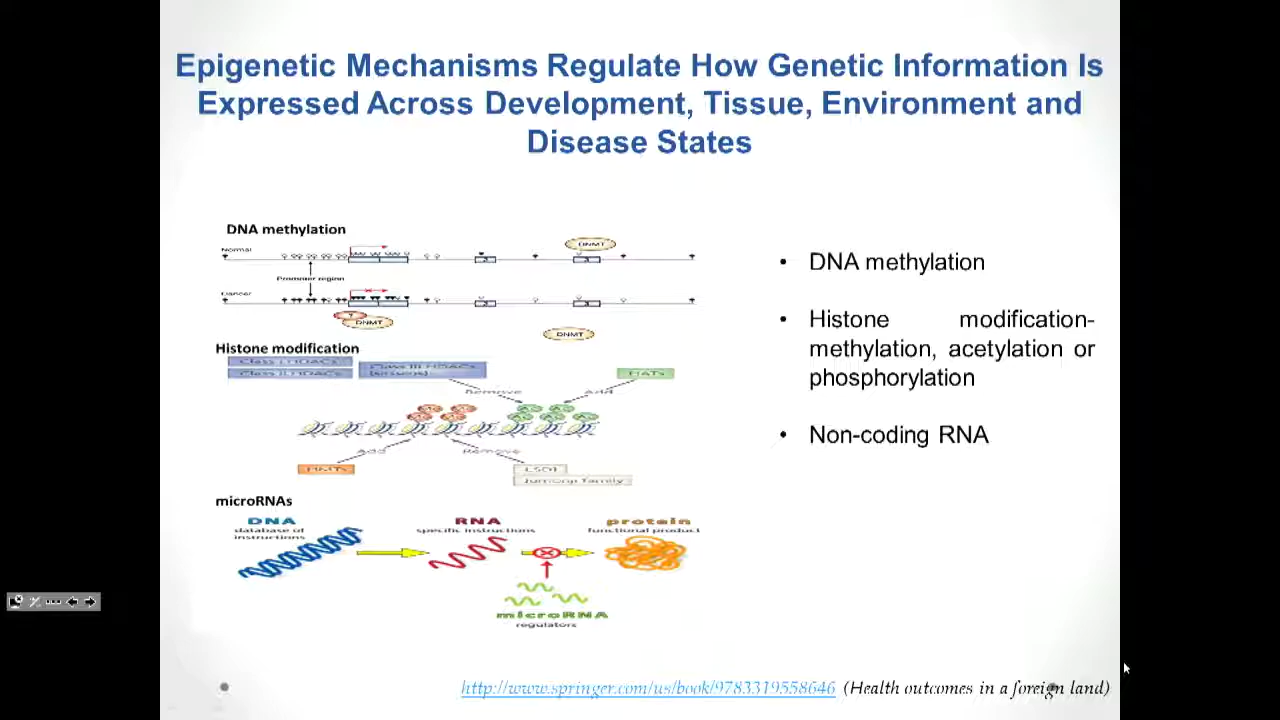 Epigenetic Mechanisms Regulate How Genetic Information Is
Expressed Across Development, Tissue, Environment and
Disease States
DNA methylation
Normal
DNMT
Promoter region
Cancer
DNMT
DNMT
Histone modification
Class I HDACs
Class II HDACs
Class III HDACs
(sirtuins)
HATs
Remove
Add
Add
Remove
HMTs
LSD1
Jumonji family
microRNAs
DNA
database of
instructions
RNA
specific instructions
protein
functional product
microRNA
regulators
• DNA methylation
• Histone modification-
methylation, acetylation or
phosphorylation
• Non-coding RNA
http://www.springer.com/us/book/9783319558646 (Health outcomes in a foreign land)